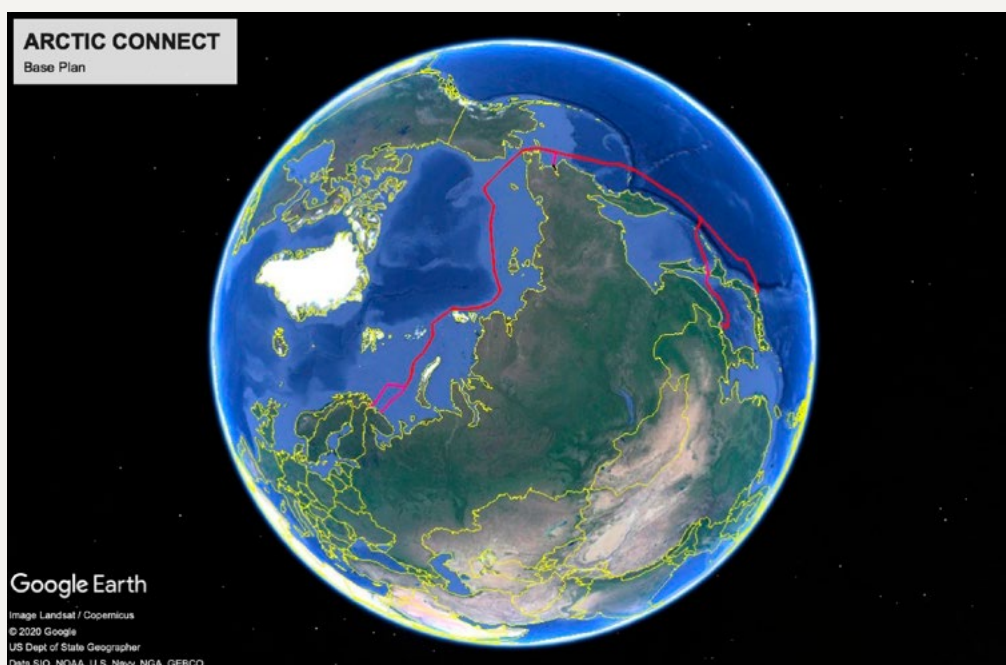 ARCTIC CONNECT
Base Plan
Google Earth
Image Landsat / Copernicus
© 2020 Google
US Dept of State Geographer
Data SIO, NOAA, U.S. Navy, NGA, GEBCO